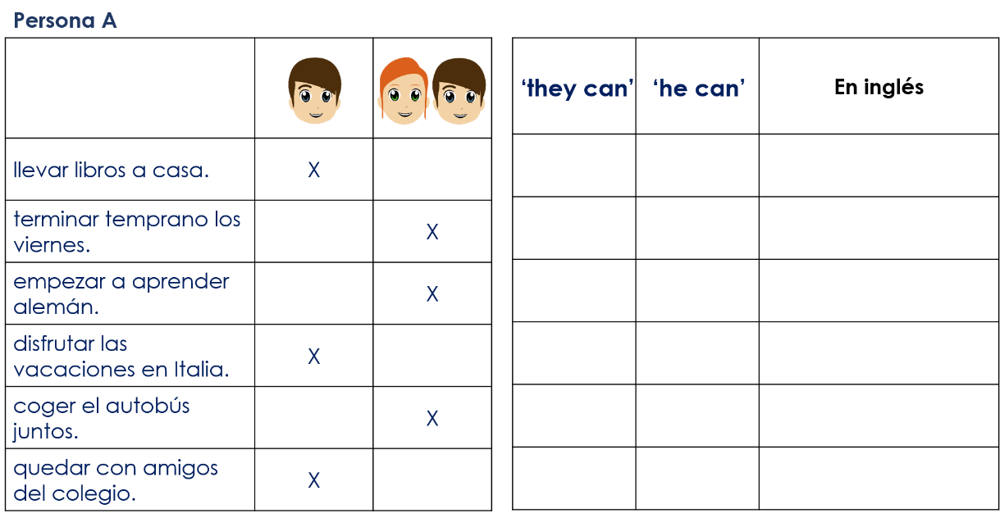 Persona A
llevar libros a casa.
X
terminar temprano los
viernes.
X
empezar a aprender
alemán.
X
disfrutar las
vacaciones en Italia.
X
coger el autobús
juntos.
X
quedar con amigos
del colegio.
X
‘they can’
‘he can’
En inglés